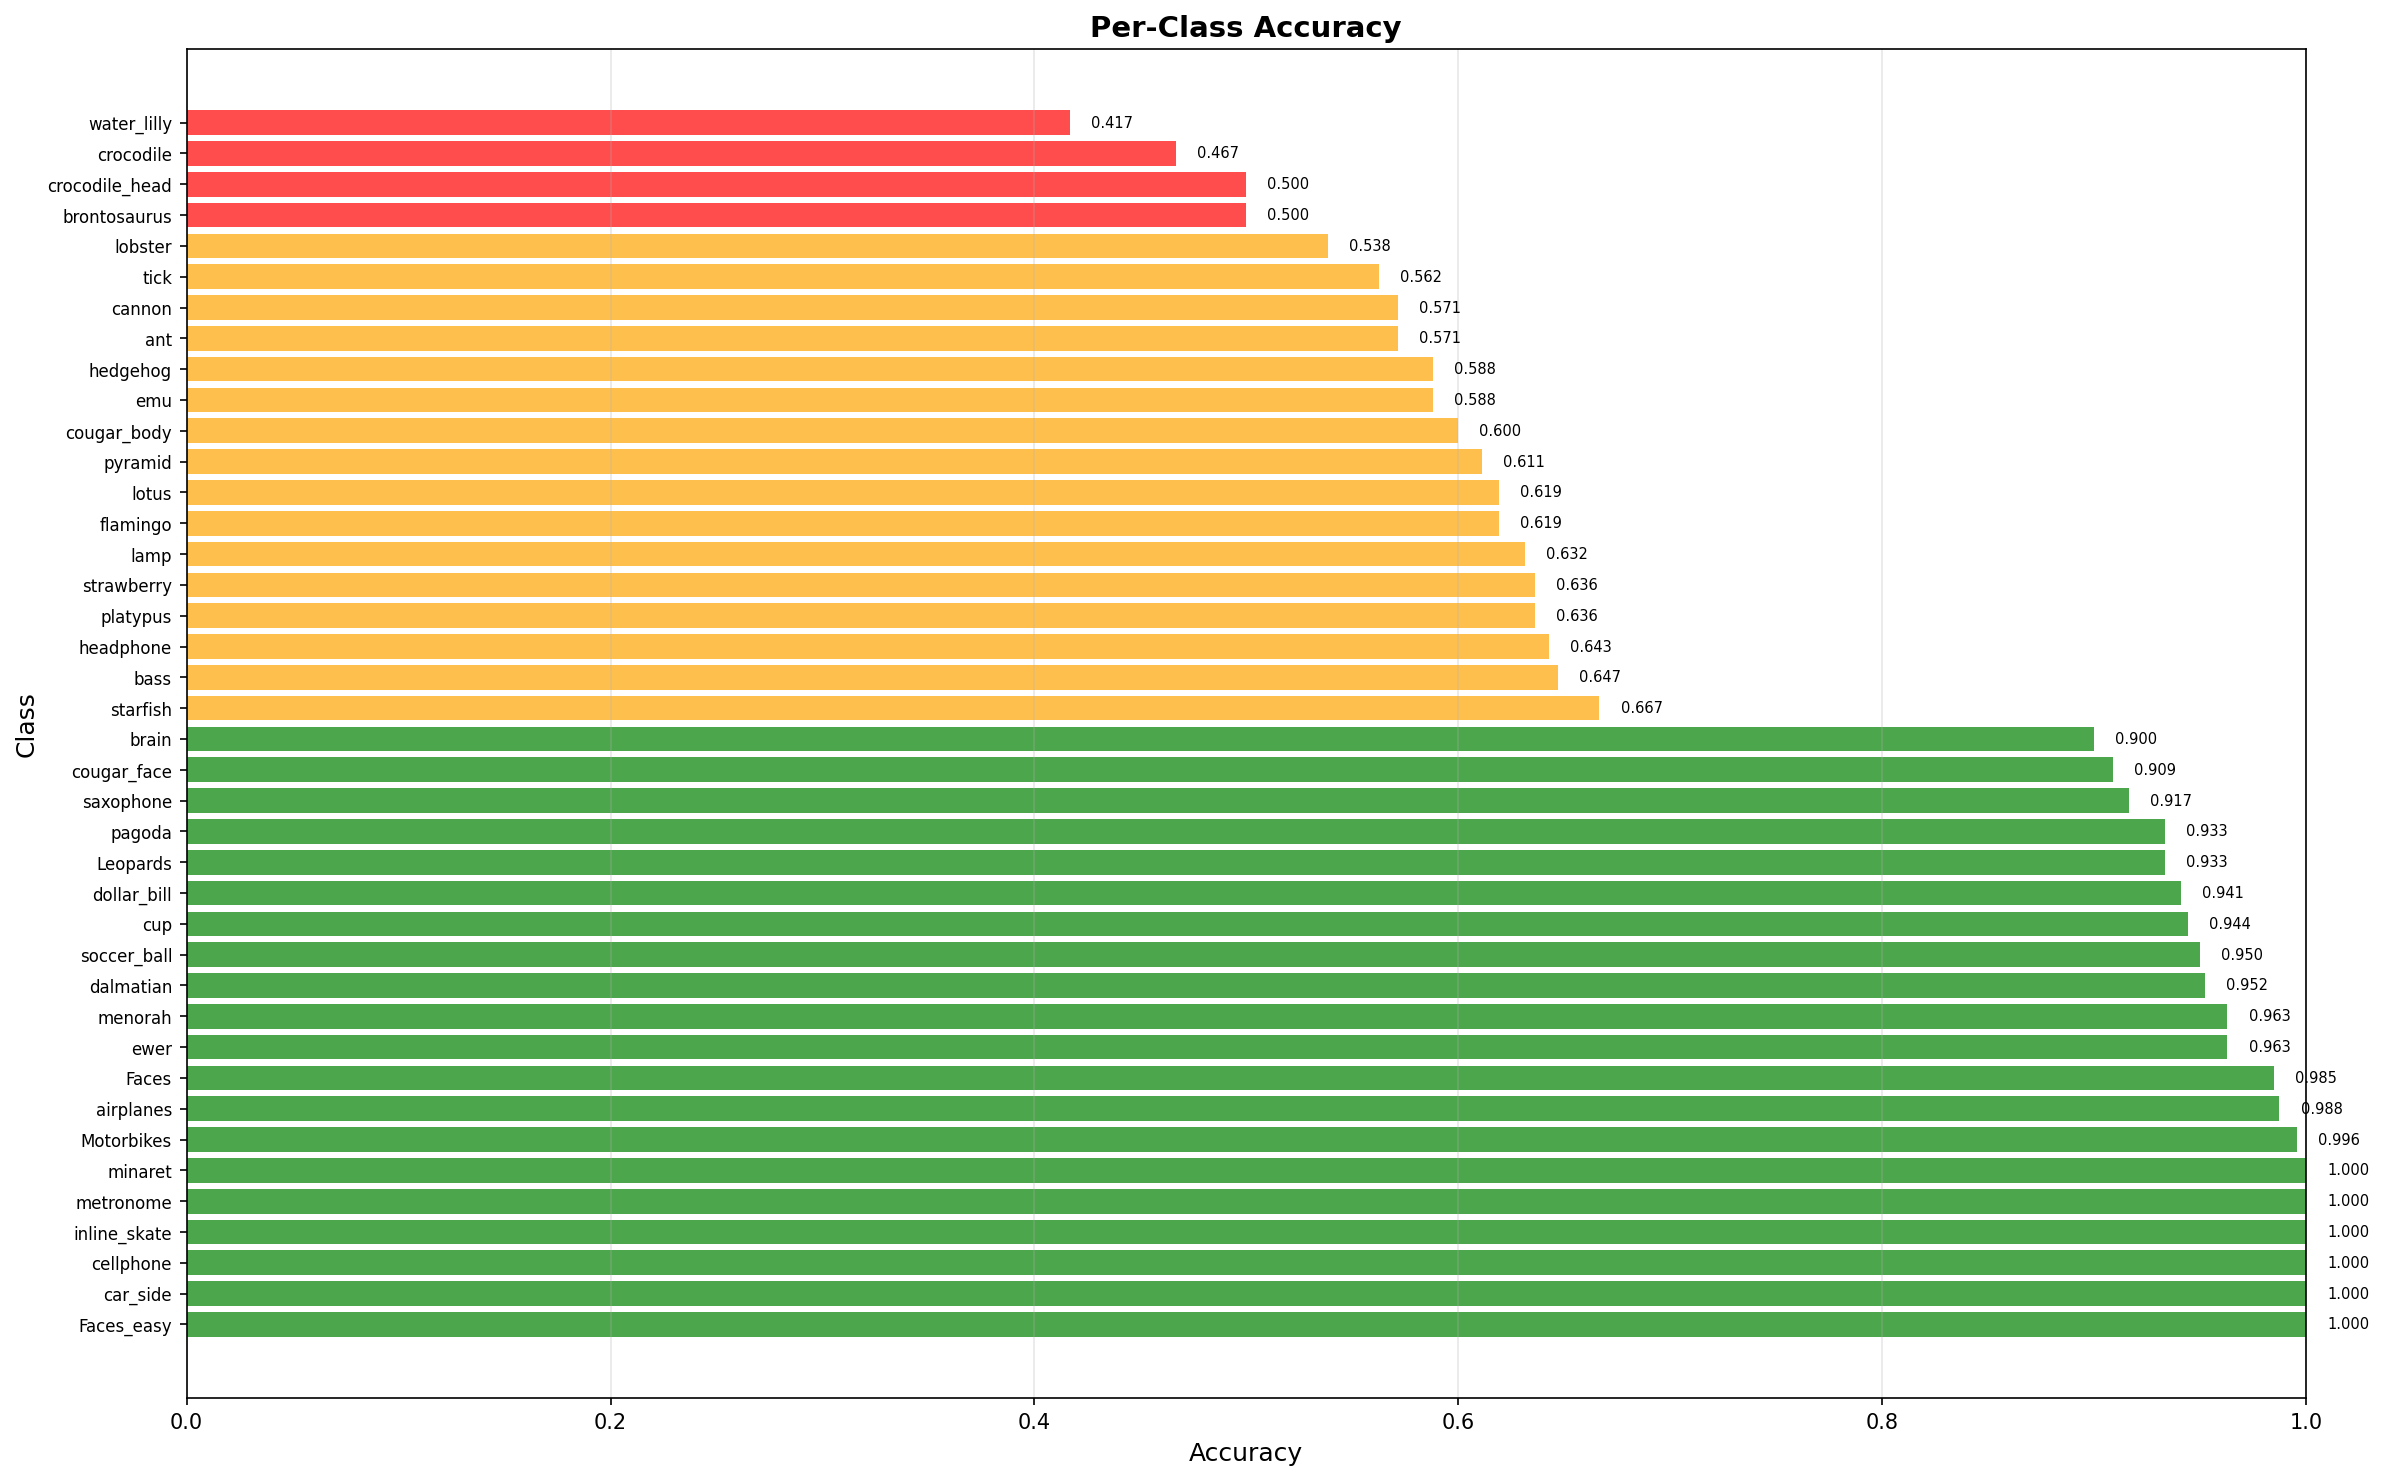 Per-Class Accuracy
water_lilly 0.417
crocodile 0.467
crocodile_head 0.500
brontosaurus 0.500
lobster 0.538
tick 0.562
cannon 0.571
ant 0.571
hedgehog 0.588
emu 0.588
cougar_body 0.600
pyramid 0.611
lotus 0.619
flamingo 0.619
lamp 0.632
strawberry 0.636
platypus 0.636
headphone 0.643
bass 0.647
starfish 0.667
brain 0.900
cougar_face 0.909
saxophone 0.917
pagoda 0.933
Leopards 0.933
dollar_bill 0.941
cup 0.944
soccer_ball 0.950
dalmatian 0.952
menorah 0.963
ewer 0.963
Faces 0.985
airplanes 0.988
Motorbikes 0.996
minaret 1.000
metronome 1.000
inline_skate 1.000
cellphone 1.000
car_side 1.000
Faces_easy 1.000
Class
0.0 0.2 0.4 0.6 0.8 1.0
Accuracy